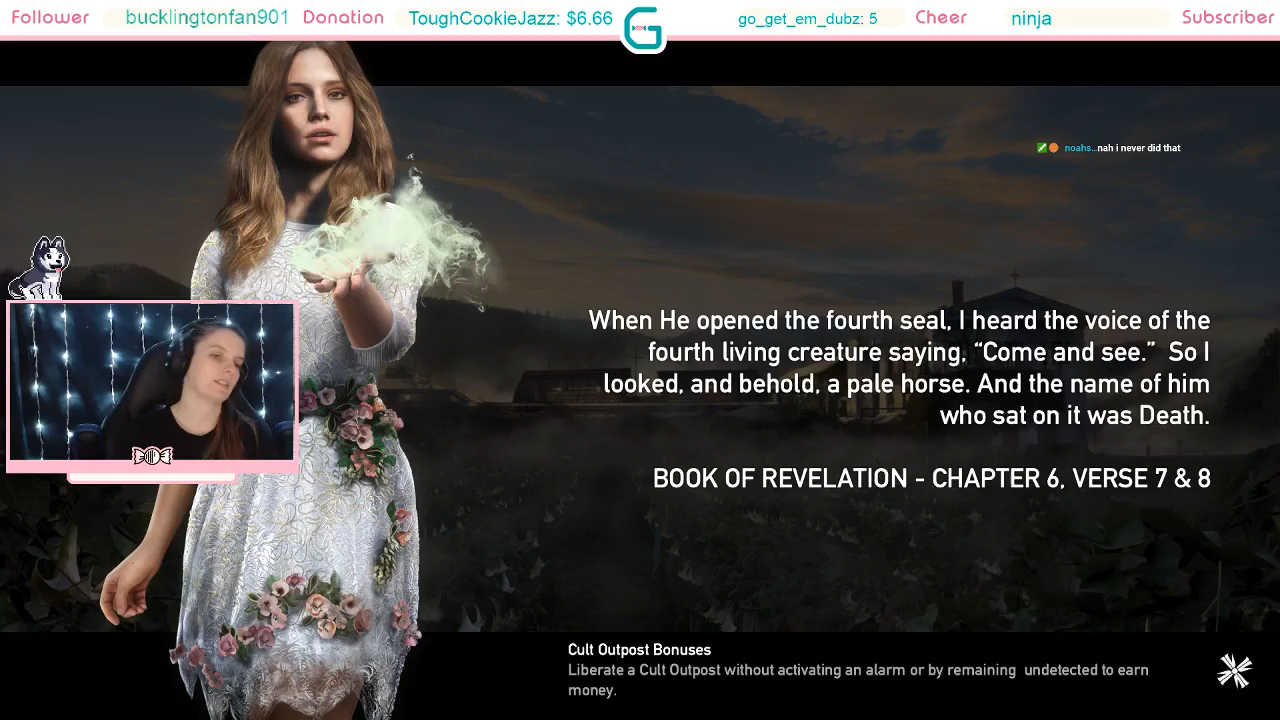 Follower bucklingtonfan901 Donation ToughCookieJazz: $6.66 G go_get_em_dubz: 5 Cheer ninja Subscriber
noahs...nah i never did that
When He opened the fourth seal, I heard the voice of the
fourth living creature saying, “Come and see.”  So I
looked, and behold, a pale horse. And the name of him
who sat on it was Death.
BOOK OF REVELATION - CHAPTER 6, VERSE 7 & 8
Cult Outpost Bonuses
Liberate a Cult Outpost without activating an alarm or by remaining  undetected to earn
money.